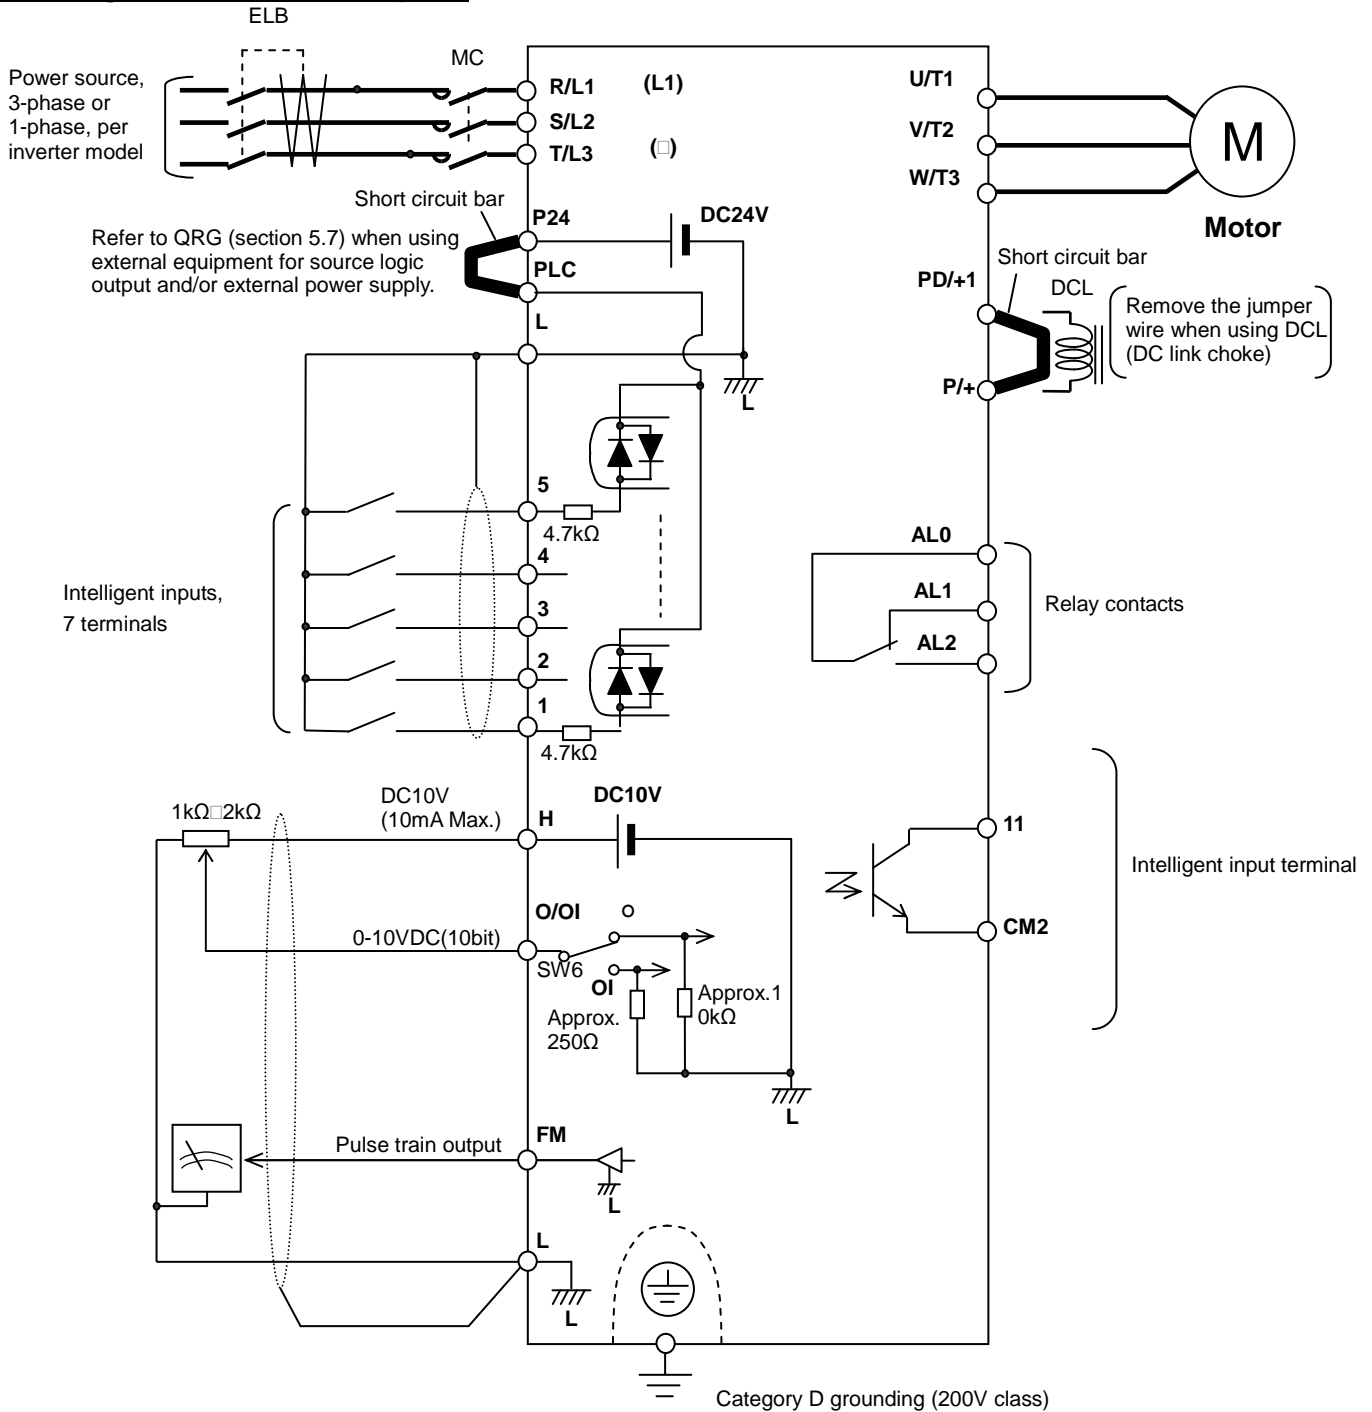 ELB
MC
Power source,
3-phase or
1-phase, per
inverter model
R/L1
(L1)
S/L2
T/L3
(□)
U/T1
V/T2
W/T3
M
Motor
Short circuit bar
P24
DC24V
Refer to QRG (section 5.7) when using
external equipment for source logic
output and/or external power supply.
PLC
L
L
PD/+1
Short circuit bar
DCL
Remove the jumper
wire when using DCL
(DC link choke)
P/+
5
4.7kΩ
4
3
2
1
4.7kΩ
Intelligent inputs,
7 terminals
AL0
AL1
AL2
Relay contacts
1kΩ□2kΩ
DC10V
(10mA Max.)
H
DC10V
11
CM2
Intelligent input terminal
O/OI
0-10VDC(10bit)
SW6
OI
Approx.
250Ω
Approx.1
0kΩ
L
Pulse train output
FM
L
L
L
Category D grounding (200V class)